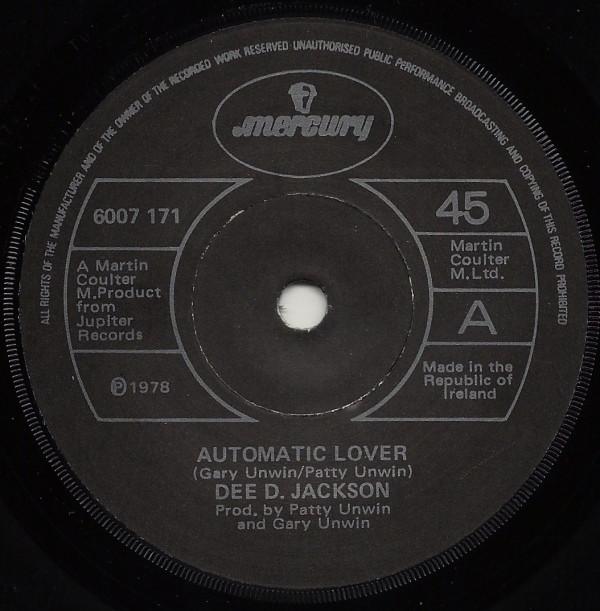 ALL RIGHTS OF THE MANUFACTURER AND OF THE OWNER OF THE RECORDED WORK RESERVED UNAUTHORISED PUBLIC PERFORMANCE BROADCASTING AND COPYING OF THIS RECORD PROHIBITED
mercury
6007 171
A Martin
Coulter
M.Product
from
Jupiter
Records
Ⓟ1978
45
Martin
Coulter
M.Ltd.
A
Made in the
Republic of
Ireland
AUTOMATIC LOVER
(Gary Unwin/Patty Unwin)
DEE D. JACKSON
Prod. by Patty Unwin
and Gary Unwin